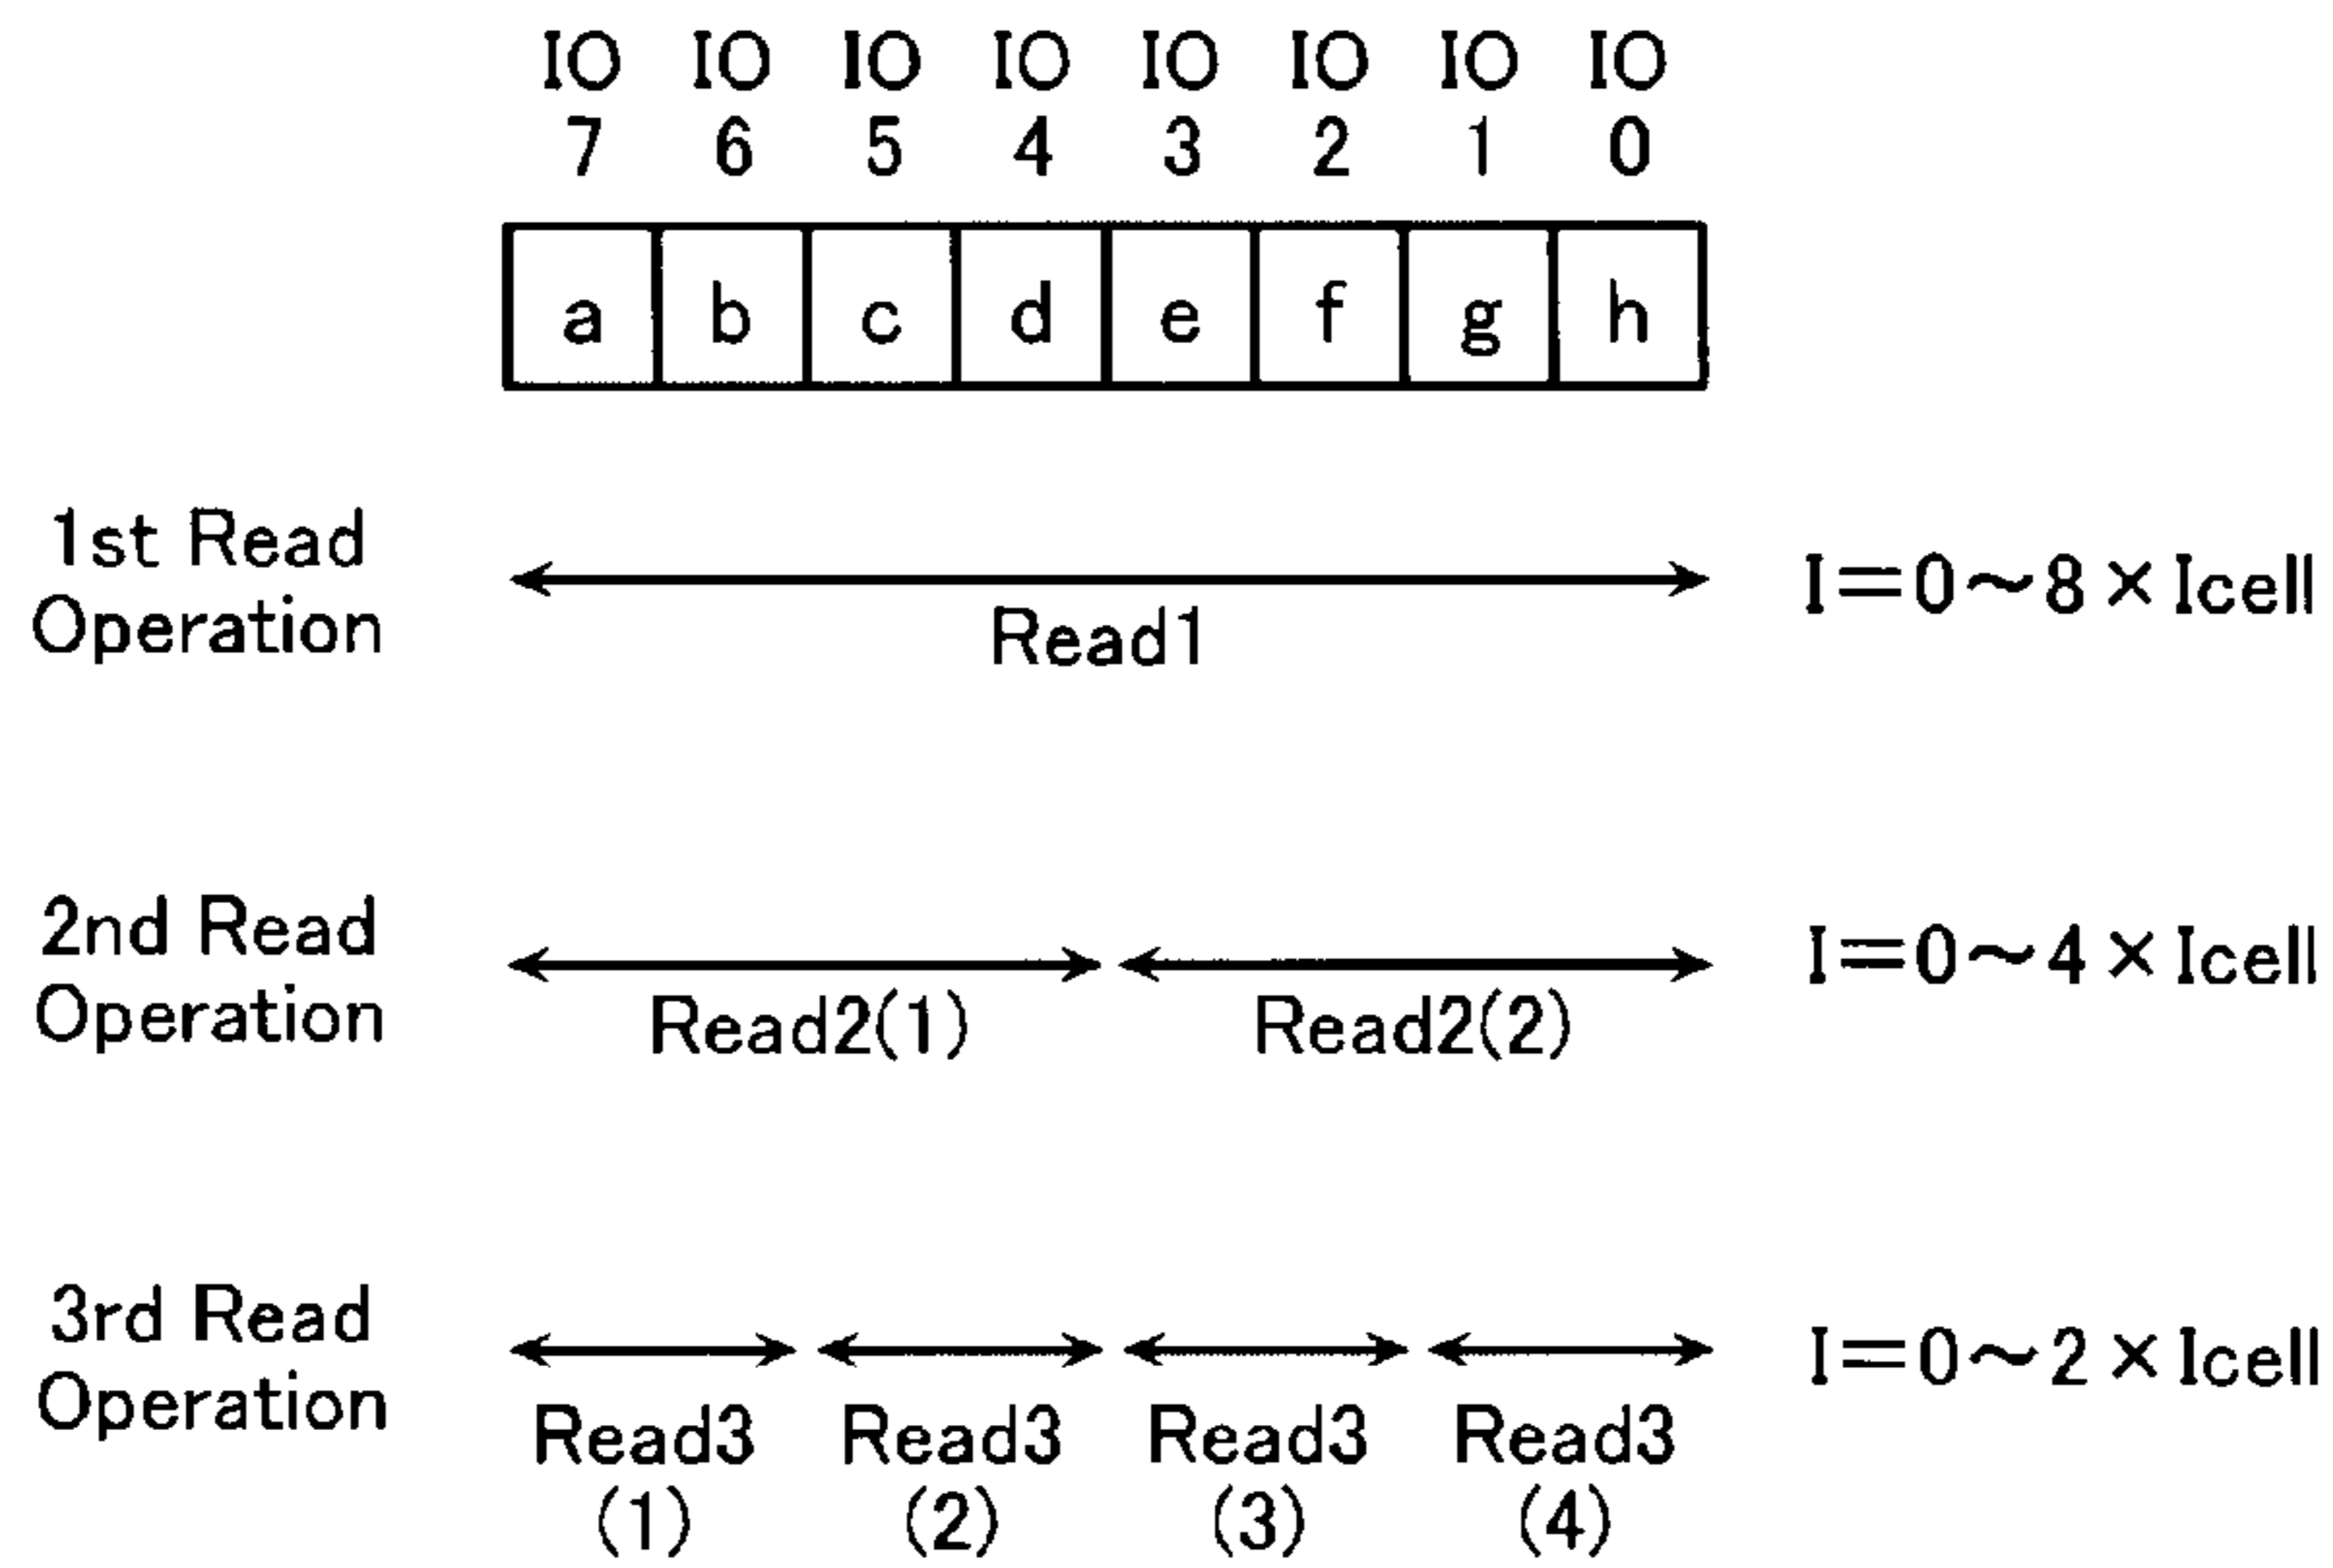 IO IO IO IO IO IO IO IO
7 6 5 4 3 2 1 0
a b c d e f g h
1st Read
Operation
Read1
I=0~8×Icell
2nd Read
Operation
Read2(1) Read2(2)
I=0~4×Icell
3rd Read
Operation
Read3 Read3 Read3 Read3
(1) (2) (3) (4)
I=0~2×Icell